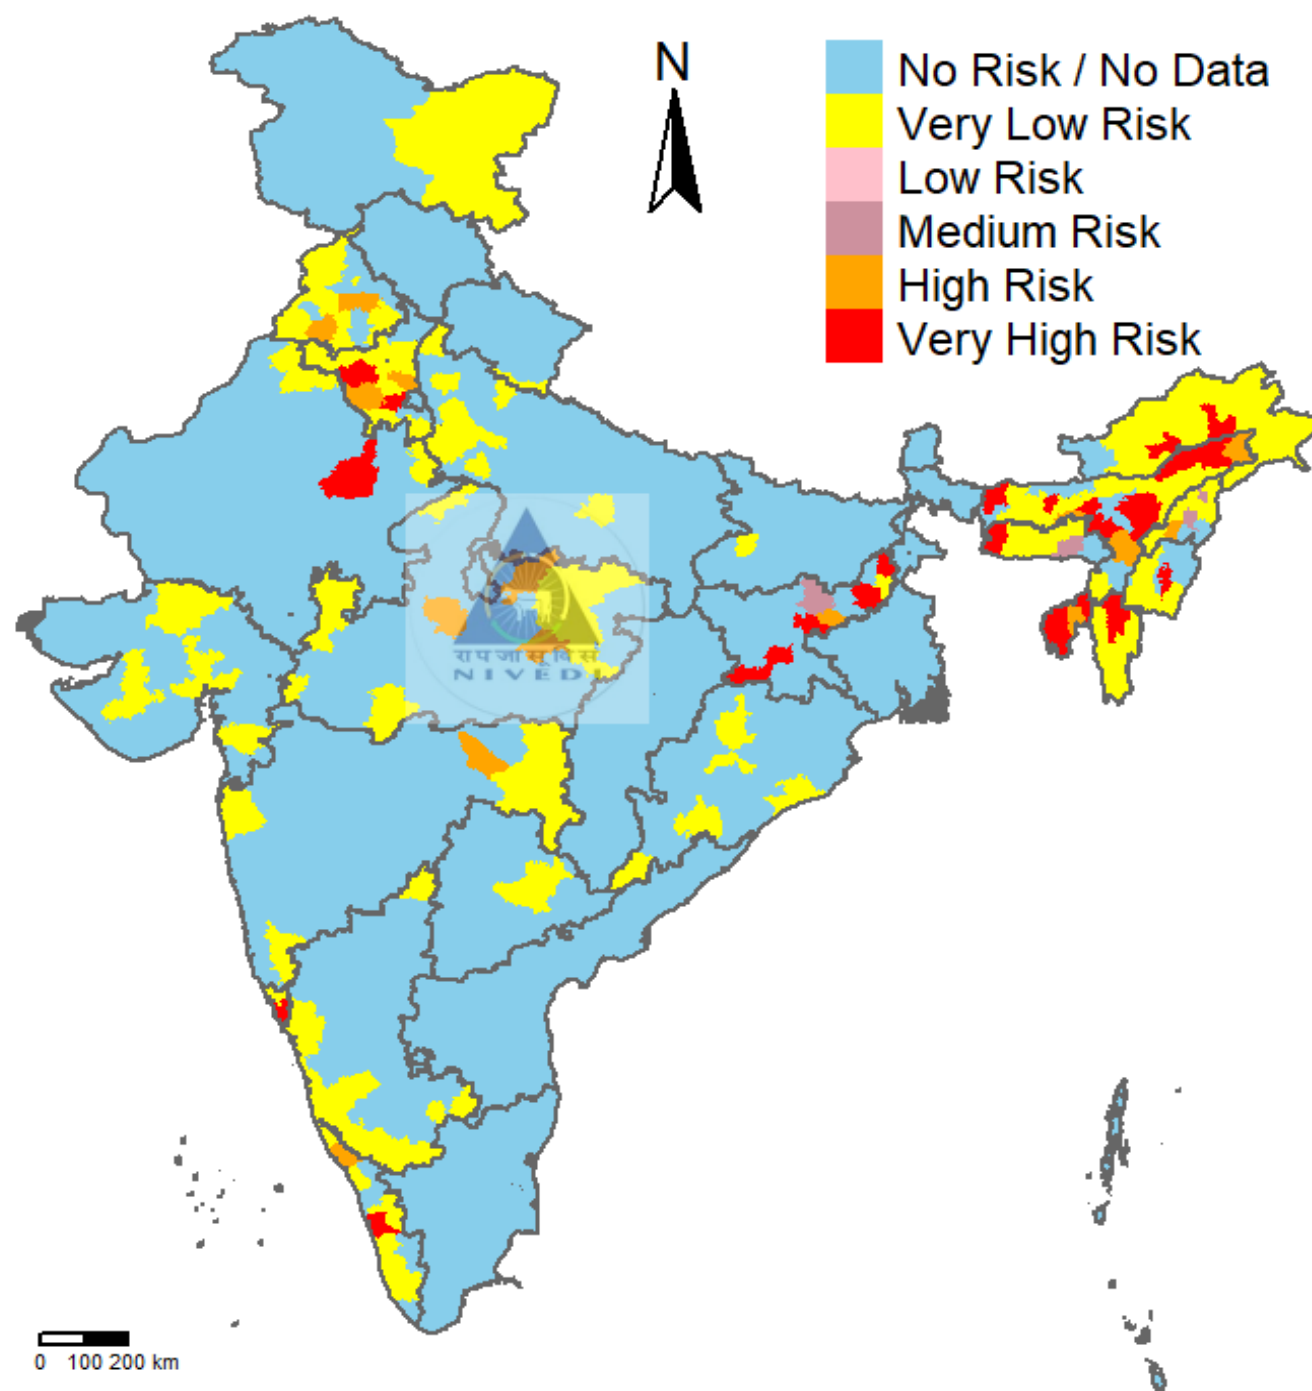 N
No Risk / No Data
Very Low Risk
Low Risk
Medium Risk
High Risk
Very High Risk
रा प जा सू वि सं
NIVEDI
0 100 200 km